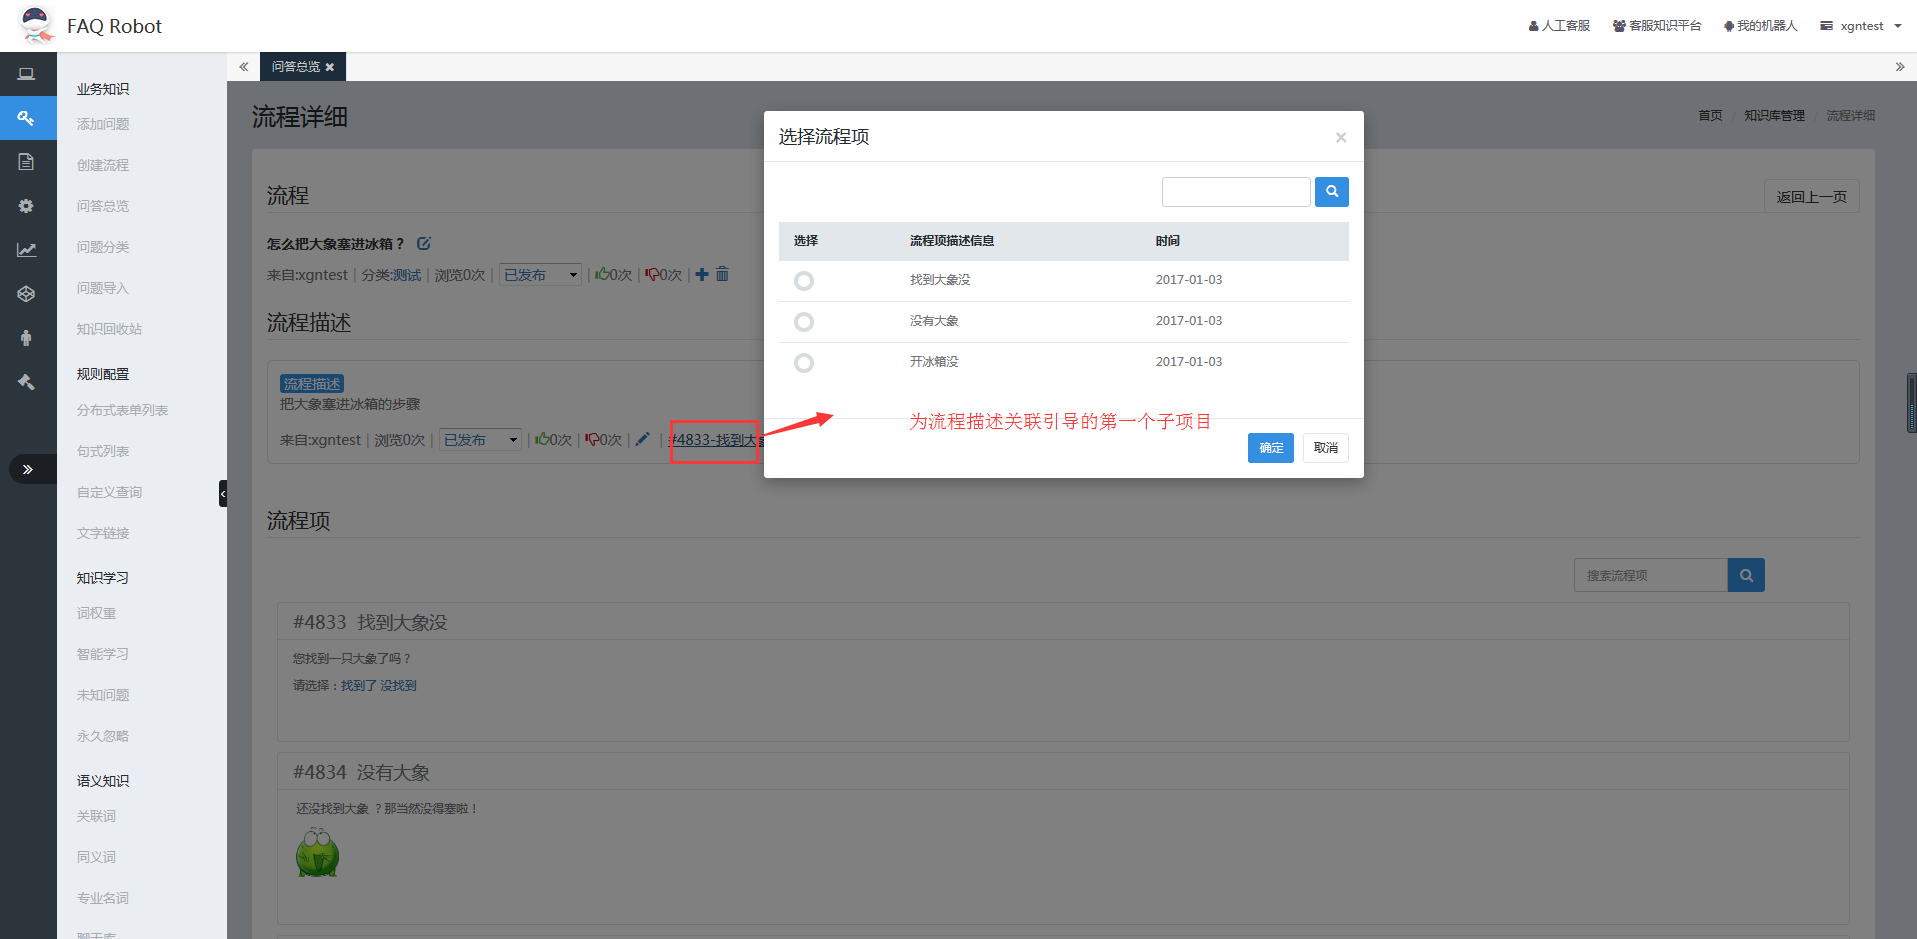 FAQ Robot
人工客服 客服知识平台 我的机器人 xgntest
问答总览
业务知识
添加问题
创建流程
问答总览
问题分类
问题导入
知识回收站
规则配置
分布式表单列表
句式列表
自定义查询
文字链接
知识学习
词权重
智能学习
未知问题
永久忽略
语义知识
关联词
同义词
专业名词
聊天库
流程详细
首页 / 知识库管理 / 流程详细
流程
返回上一页
怎么把大象塞进冰箱？
来自:xgntest | 分类:测试 | 浏览0次 | 已发布 | 0次 | 0次 |
流程描述
流程描述
把大象塞进冰箱的步骤
来自:xgntest | 浏览0次 | 已发布 | 0次 | 0次 | | #4833-找到大象
选择流程项 ×
选择 流程项描述信息 时间
找到大象没 2017-01-03
没有大象 2017-01-03
开冰箱没 2017-01-03
为流程描述关联引导的第一个子项目
确定 取消
流程项
搜索流程项
#4833 找到大象没
您找到一只大象了吗？
请选择：找到了 没找到
#4834 没有大象
还没找到大象 ？那当然没得塞啦！